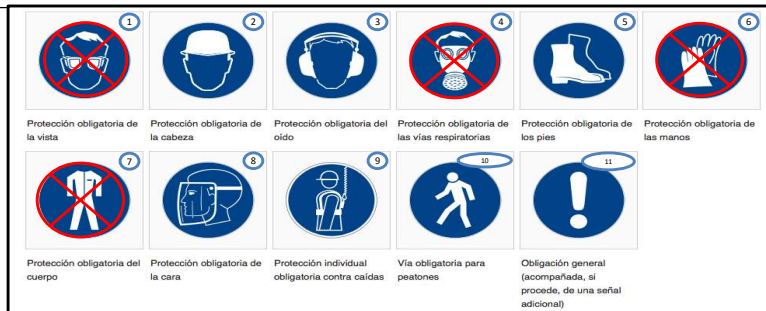 1
2
3
4
5
6
Protección obligatoria de
la vista
Protección obligatoria de
la cabeza
Protección obligatoria del
oído
Protección obligatoria de
las vías respiratorias
Protección obligatoria de
los pies
Protección obligatoria de
las manos
7
8
9
10
11
Protección obligatoria del
cuerpo
Protección obligatoria de
la cara
Protección individual
obligatoria contra caídas
Vía obligatoria para
peatones
Obligación general
(acompañada, si
procede, de una señal
adicional)